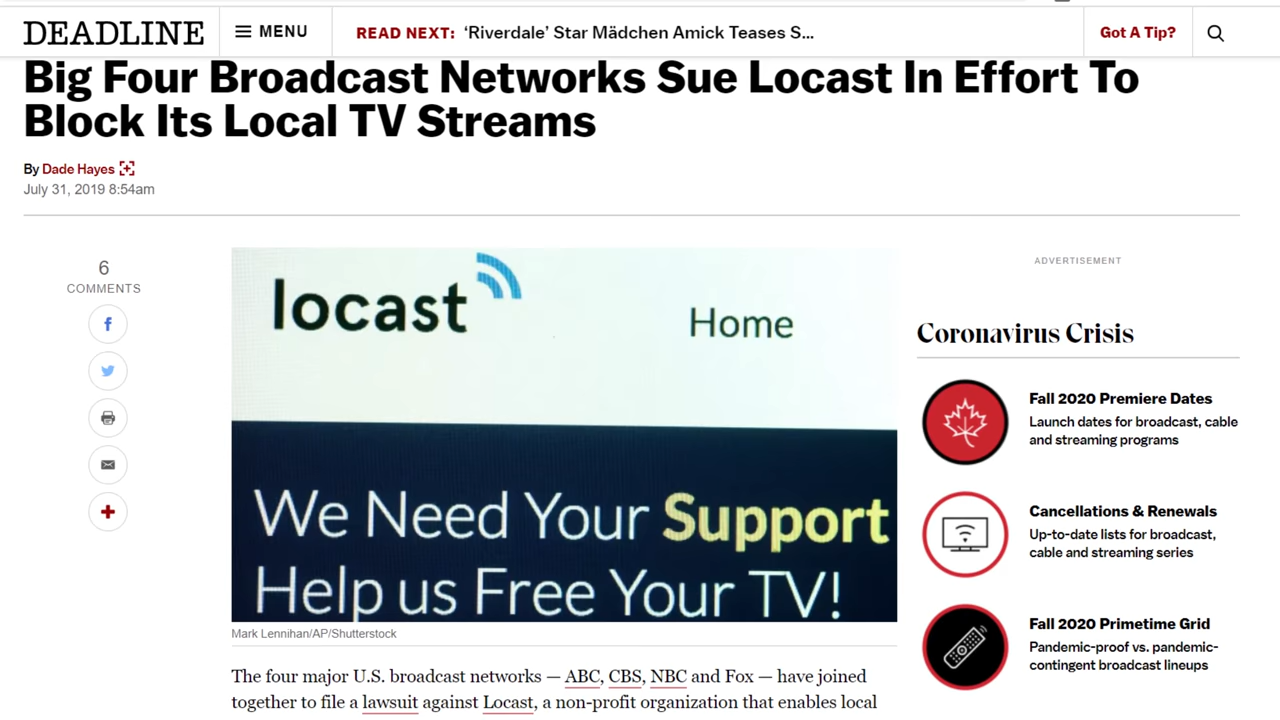 DEADLINE
MENU
READ NEXT: ‘Riverdale’ Star Mädchen Amick Teases S...
Got A Tip?
Big Four Broadcast Networks Sue Locast In Effort To
Block Its Local TV Streams
By Dade Hayes
July 31, 2019 8:54am
6
COMMENTS
locast
Home
We Need Your Support
Help us Free Your TV!
Mark Lennihan/AP/Shutterstock
The four major U.S. broadcast networks — ABC, CBS, NBC and Fox — have joined
together to file a lawsuit against Locast, a non-profit organization that enables local
ADVERTISEMENT
Coronavirus Crisis
Fall 2020 Premiere Dates
Launch dates for broadcast, cable
and streaming programs
Cancellations & Renewals
Up-to-date lists for broadcast,
cable and streaming series
Fall 2020 Primetime Grid
Pandemic-proof vs. pandemic-
contingent broadcast lineups